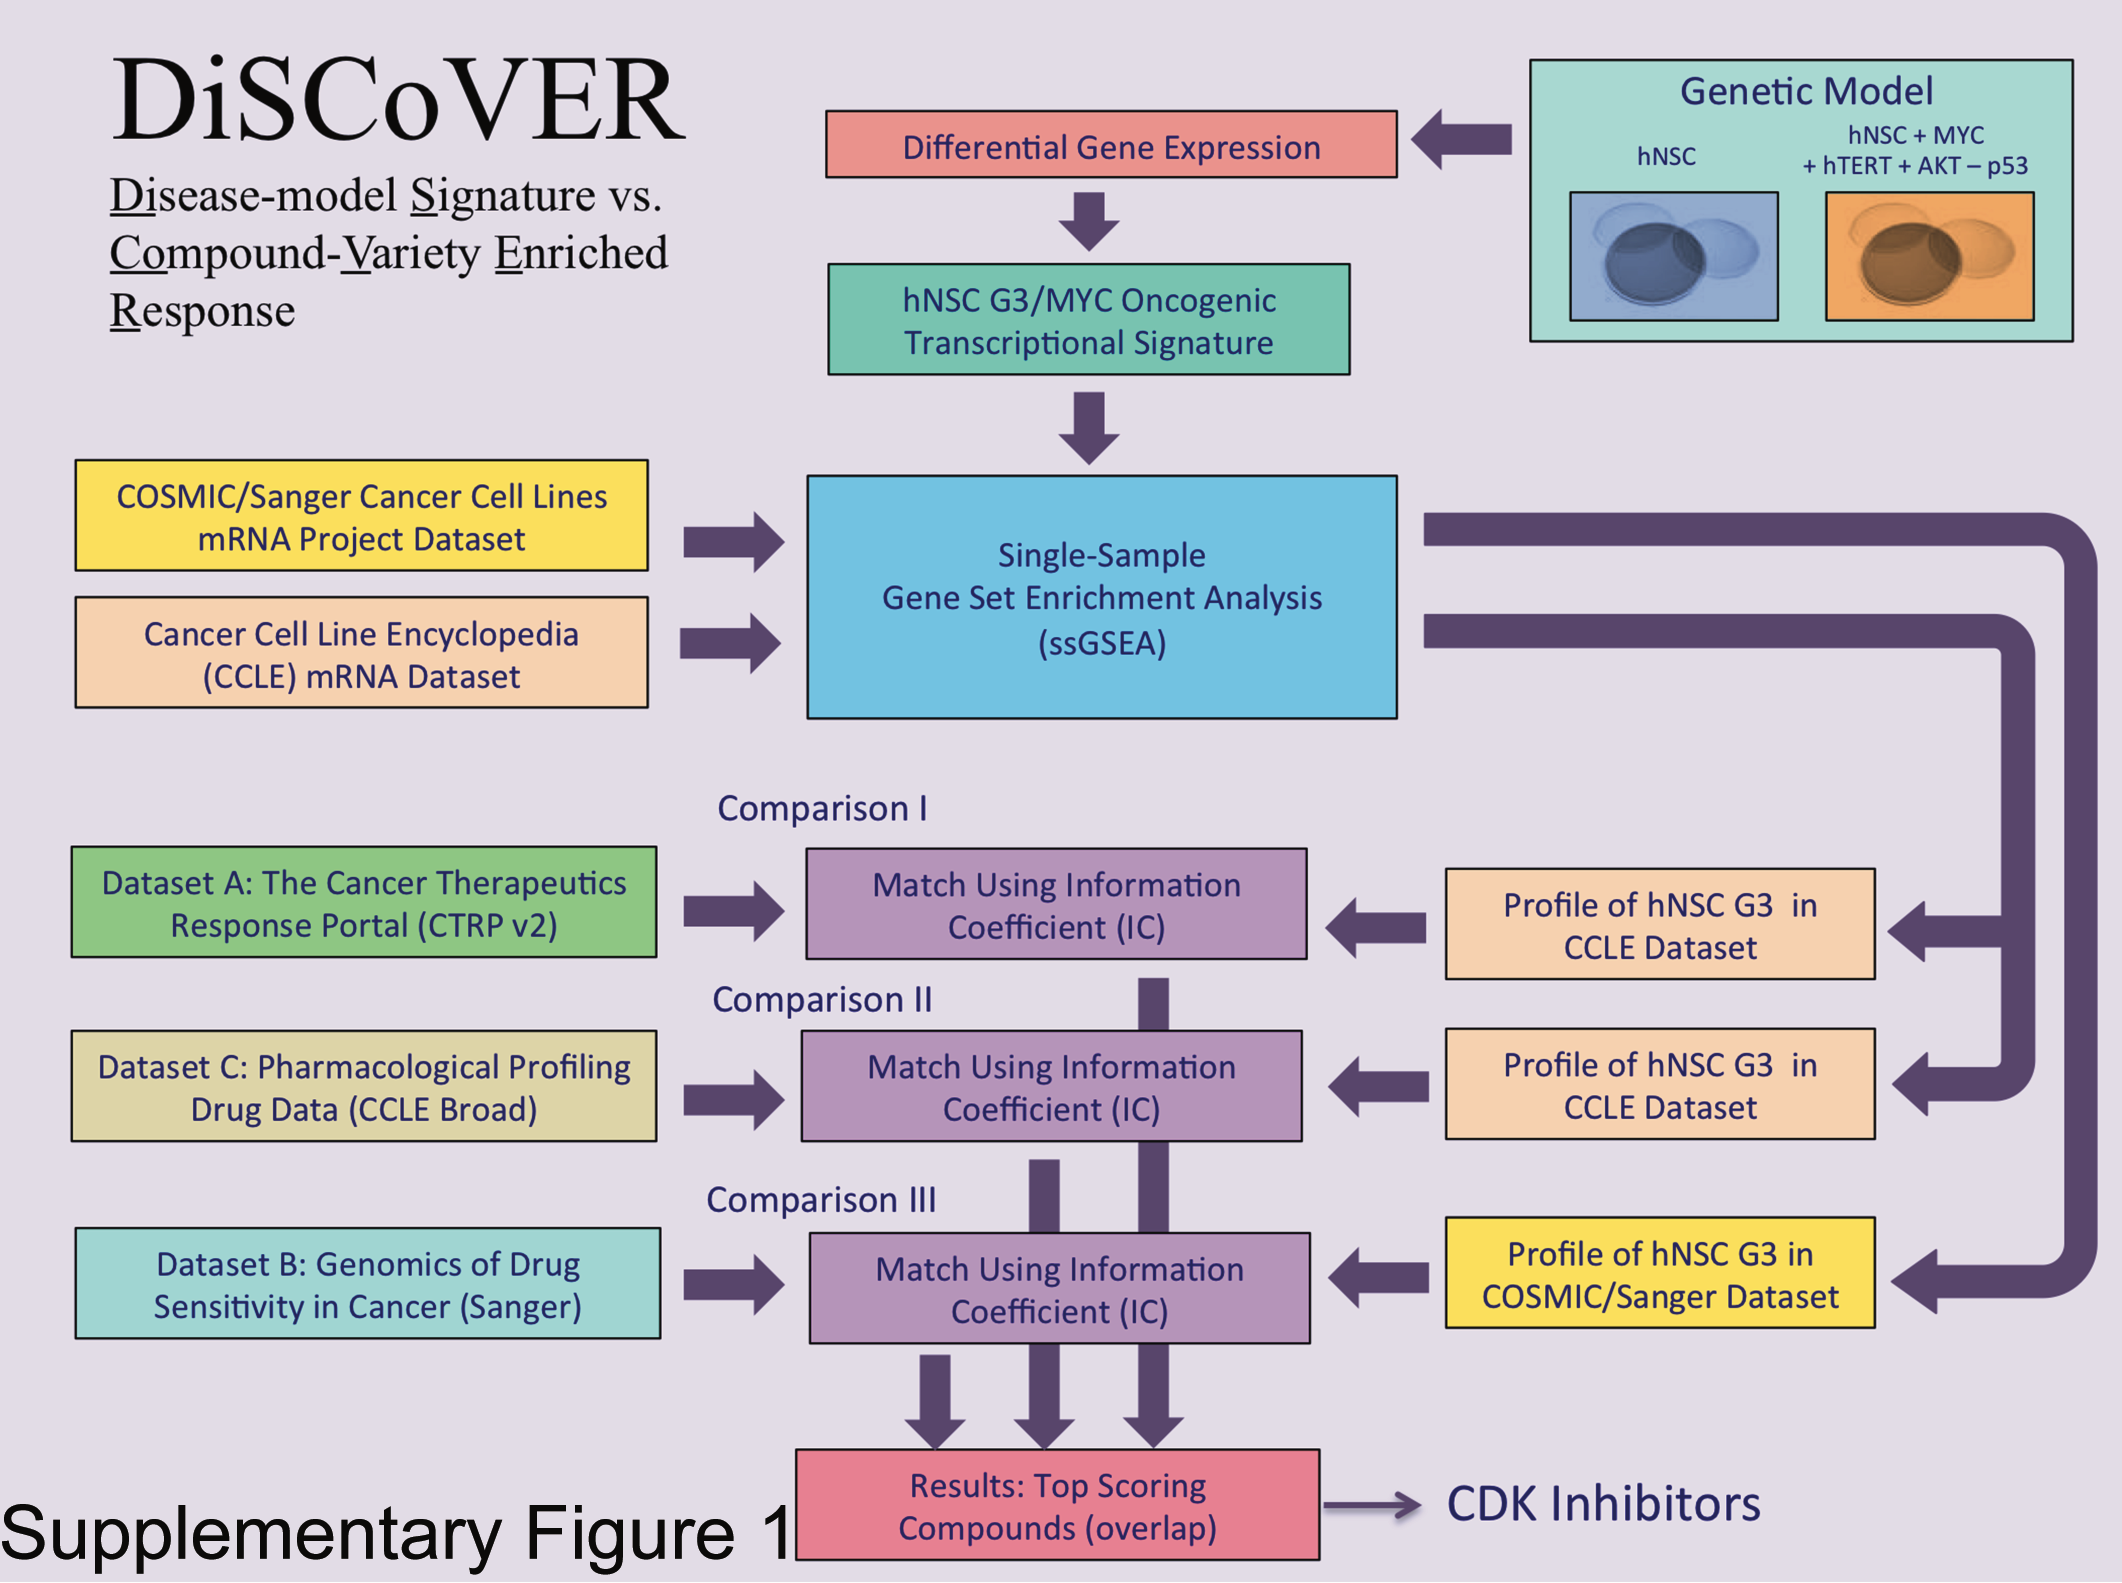 DiSCoVER
Disease-model Signature vs.
Compound-Variety Enriched
Response
Differential Gene Expression
Genetic Model
hNSC
hNSC + MYC
+ hTERT + AKT – p53
hNSC G3/MYC Oncogenic
Transcriptional Signature
COSMIC/Sanger Cancer Cell Lines
mRNA Project Dataset
Cancer Cell Line Encyclopedia
(CCLE) mRNA Dataset
Single-Sample
Gene Set Enrichment Analysis
(ssGSEA)
Comparison I
Dataset A: The Cancer Therapeutics
Response Portal (CTRP v2)
Match Using Information
Coefficient (IC)
Profile of hNSC G3 in
CCLE Dataset
Comparison II
Dataset C: Pharmacological Profiling
Drug Data (CCLE Broad)
Match Using Information
Coefficient (IC)
Profile of hNSC G3 in
CCLE Dataset
Comparison III
Dataset B: Genomics of Drug
Sensitivity in Cancer (Sanger)
Match Using Information
Coefficient (IC)
Profile of hNSC G3 in
COSMIC/Sanger Dataset
Results: Top Scoring
Compounds (overlap)
CDK Inhibitors
Supplementary Figure 1